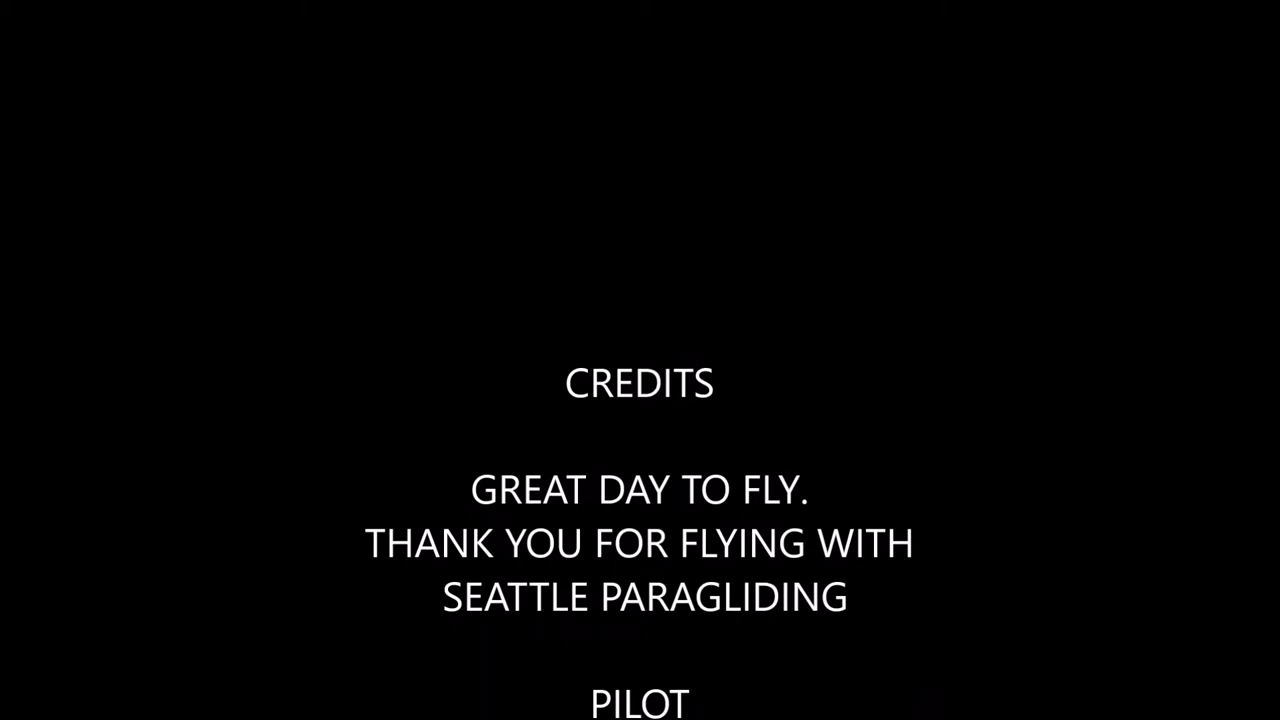 CREDITS
GREAT DAY TO FLY.
THANK YOU FOR FLYING WITH
SEATTLE PARAGLIDING
PILOT